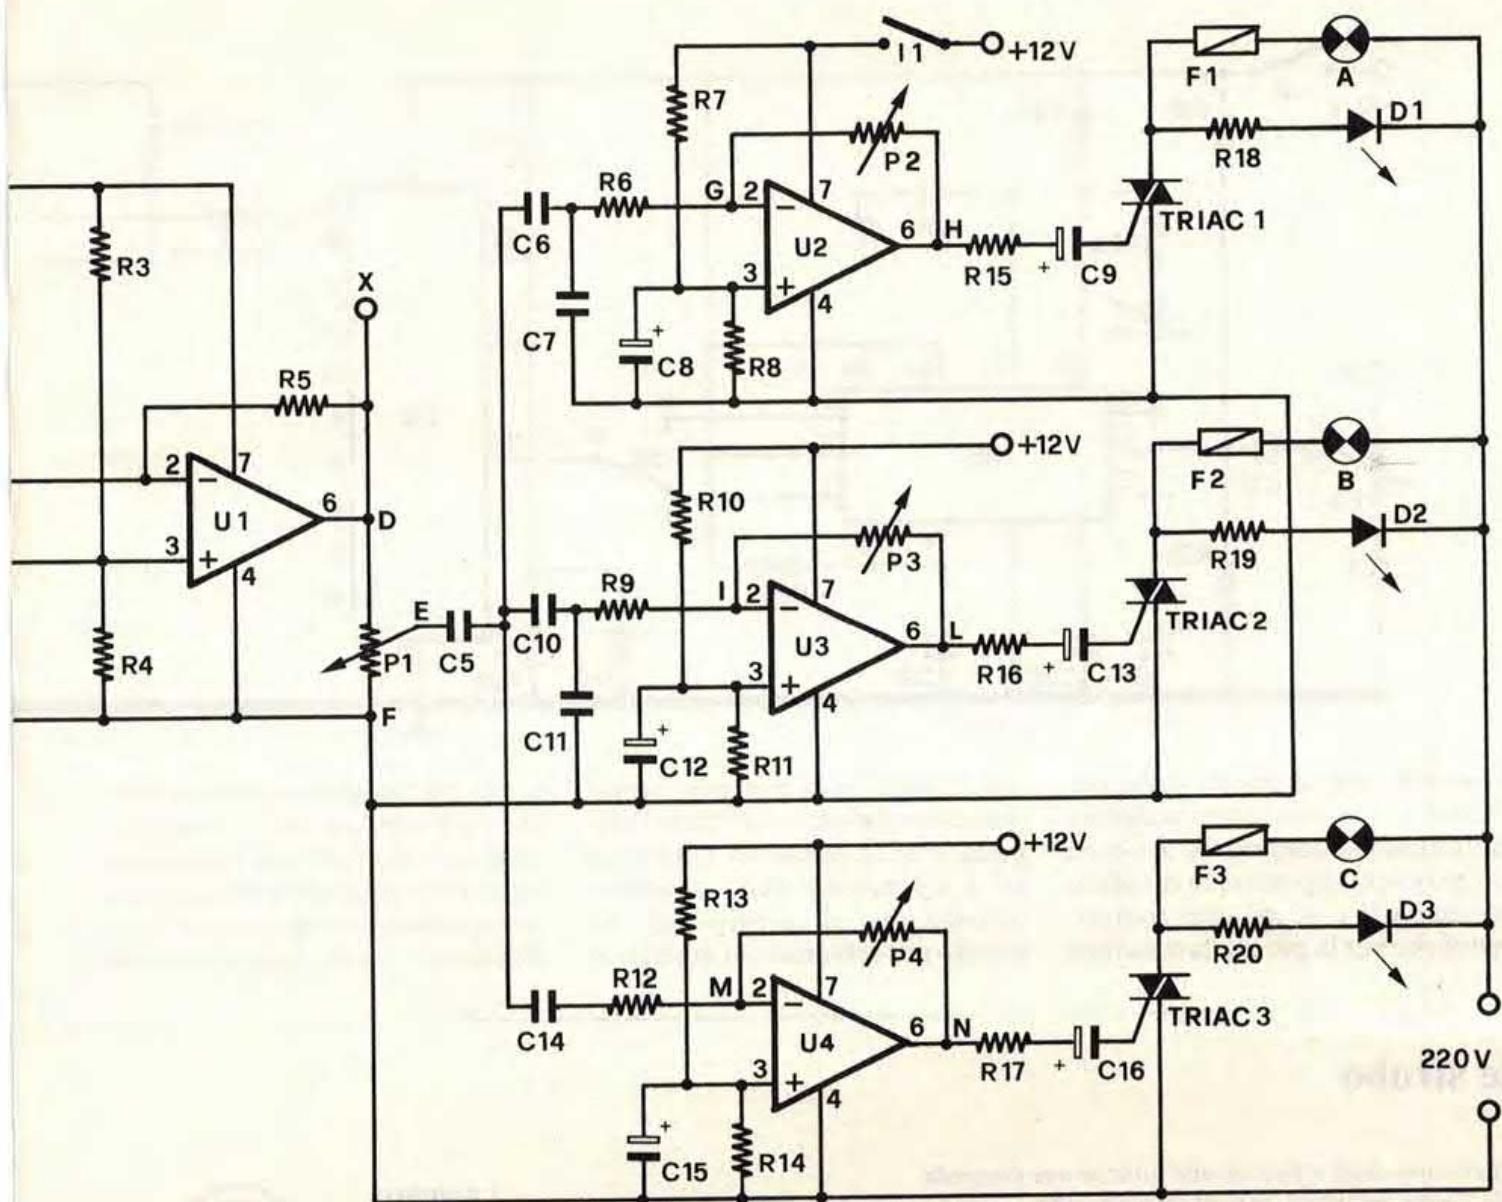 I1
+12V
F1
A
R7
P2
R18
D1
G
2
7
R6
C6
U2
6
H
R15
+
C9
TRIAC 1
3
4
C7
+
C8
R8
R3
X
R5
2
7
U1
6
D
3
4
R4
E
P1
C5
F
+12V
F2
B
R10
P3
R19
D2
I
2
7
R9
C10
U3
6
L
R16
+
C13
TRIAC 2
3
4
C11
+
C12
R11
+12V
F3
C
R13
P4
R20
D3
M
2
7
R12
C14
U4
6
N
R17
+
C16
TRIAC 3
3
4
220V
+
C15
R14